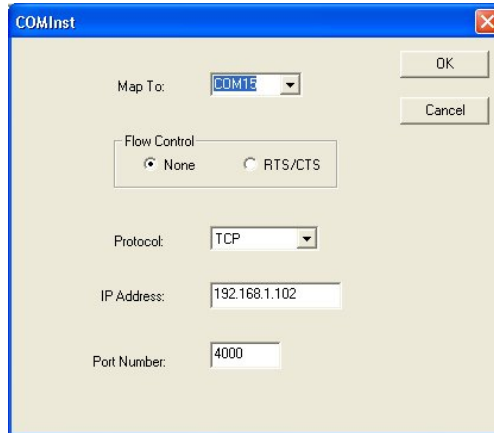 COMInst
OK
Map To: COM15
Cancel
Flow Control
None RTS/CTS
Protocol: TCP
IP Address: 192.168.1.102
Port Number: 4000